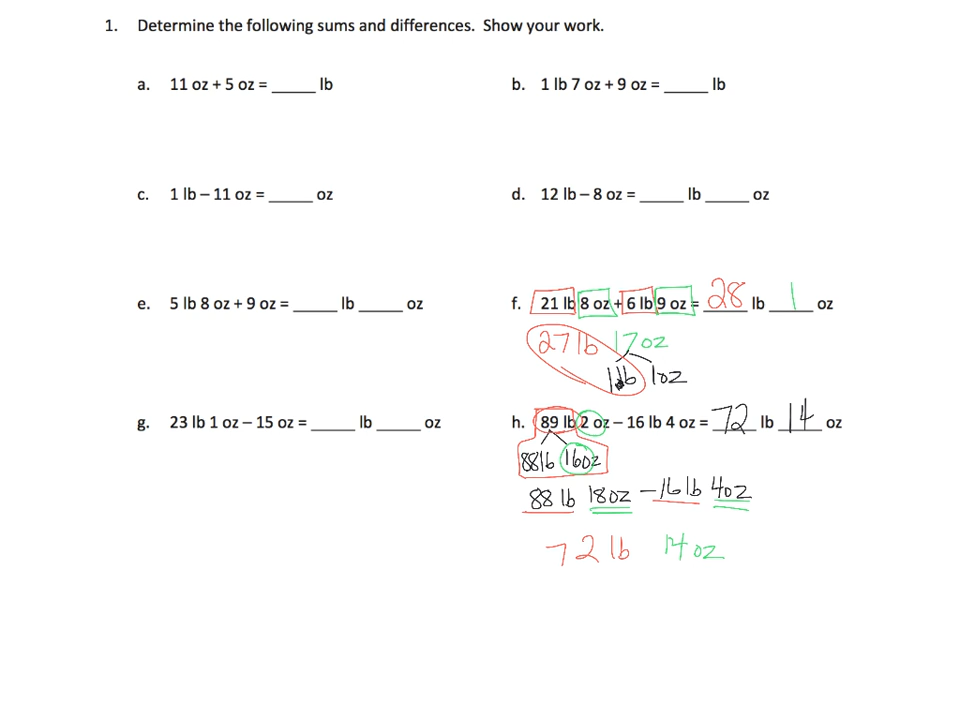 1. Determine the following sums and differences. Show your work.
a. 11 oz + 5 oz = _____ lb
b. 1 lb 7 oz + 9 oz = _____ lb
c. 1 lb – 11 oz = _____ oz
d. 12 lb – 8 oz = _____ lb _____ oz
e. 5 lb 8 oz + 9 oz = _____ lb _____ oz
f. 21 lb 8 oz + 6 lb 9 oz = 28 lb 1 oz
27 lb 17 oz
1 lb 1 oz
g. 23 lb 1 oz – 15 oz = _____ lb _____ oz
h. 89 lb 2 oz – 16 lb 4 oz = 72 lb 14 oz
88 lb 16 oz
88 lb 18 oz – 16 lb 4 oz
72 lb 14 oz